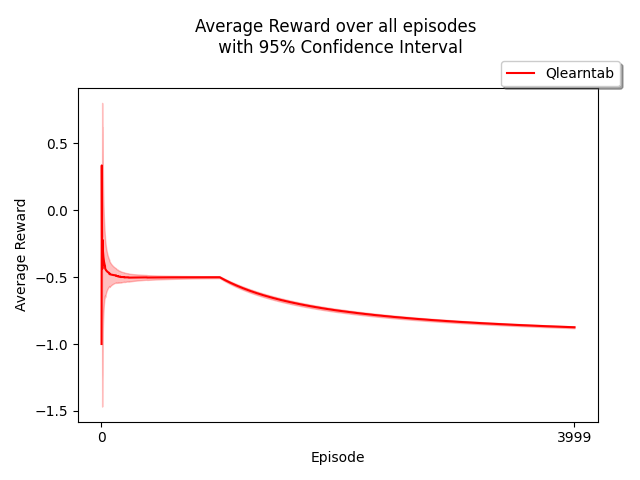 Average Reward over all episodes
with 95% Confidence Interval
Qlearntab
0.5
0.0
−0.5
−1.0
−1.5
Average Reward
0
3999
Episode